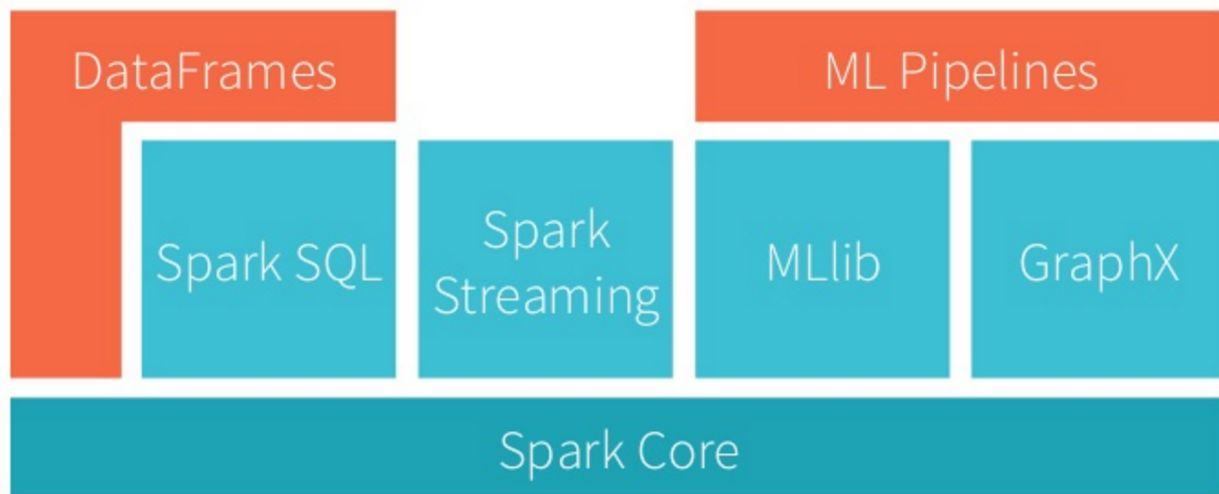 DataFrames
ML Pipelines
Spark SQL
Spark
Streaming
MLlib
GraphX
Spark Core